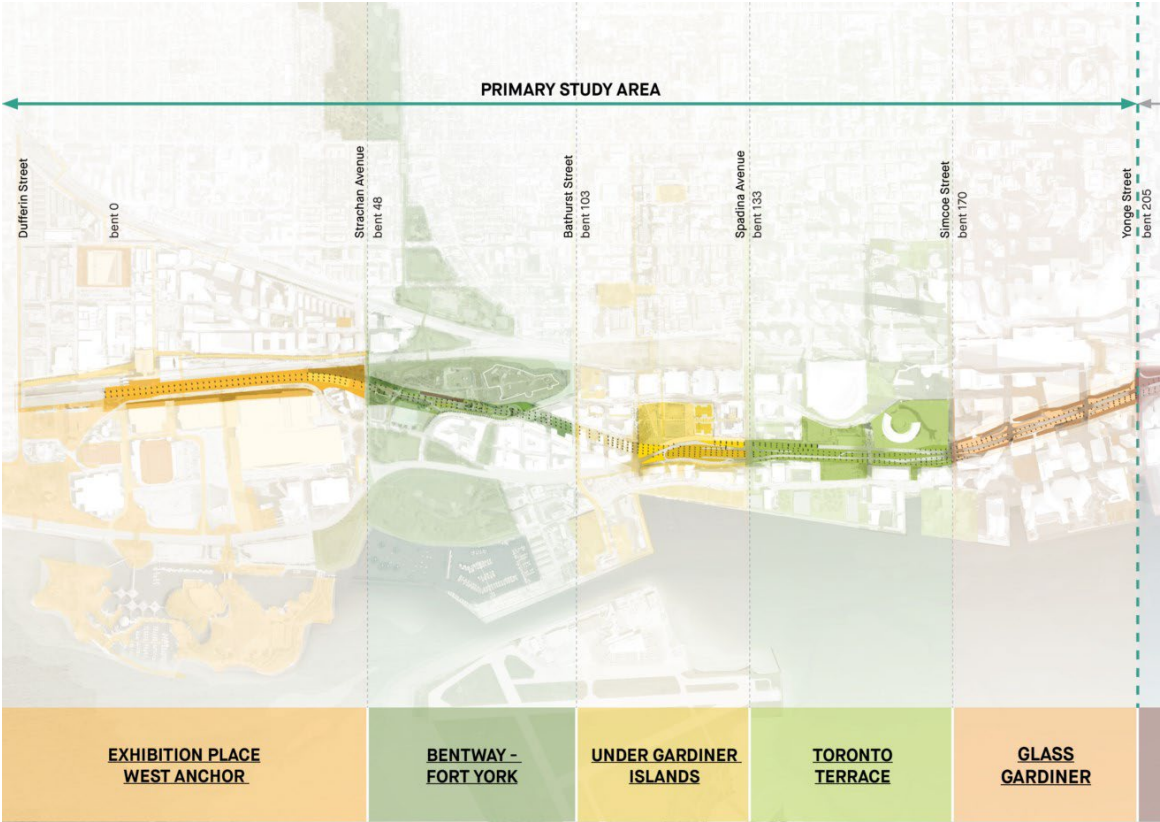 PRIMARY STUDY AREA
Dufferin Street
bent 0
Strachan Avenue
bent 48
Bathurst Street
bent 103
Spadina Avenue
bent 133
Simcoe Street
bent 170
Yonge Street
bent 205
EXHIBITION PLACE
WEST ANCHOR
BENTWAY -
FORT YORK
UNDER GARDINER
ISLANDS
TORONTO
TERRACE
GLASS
GARDINER